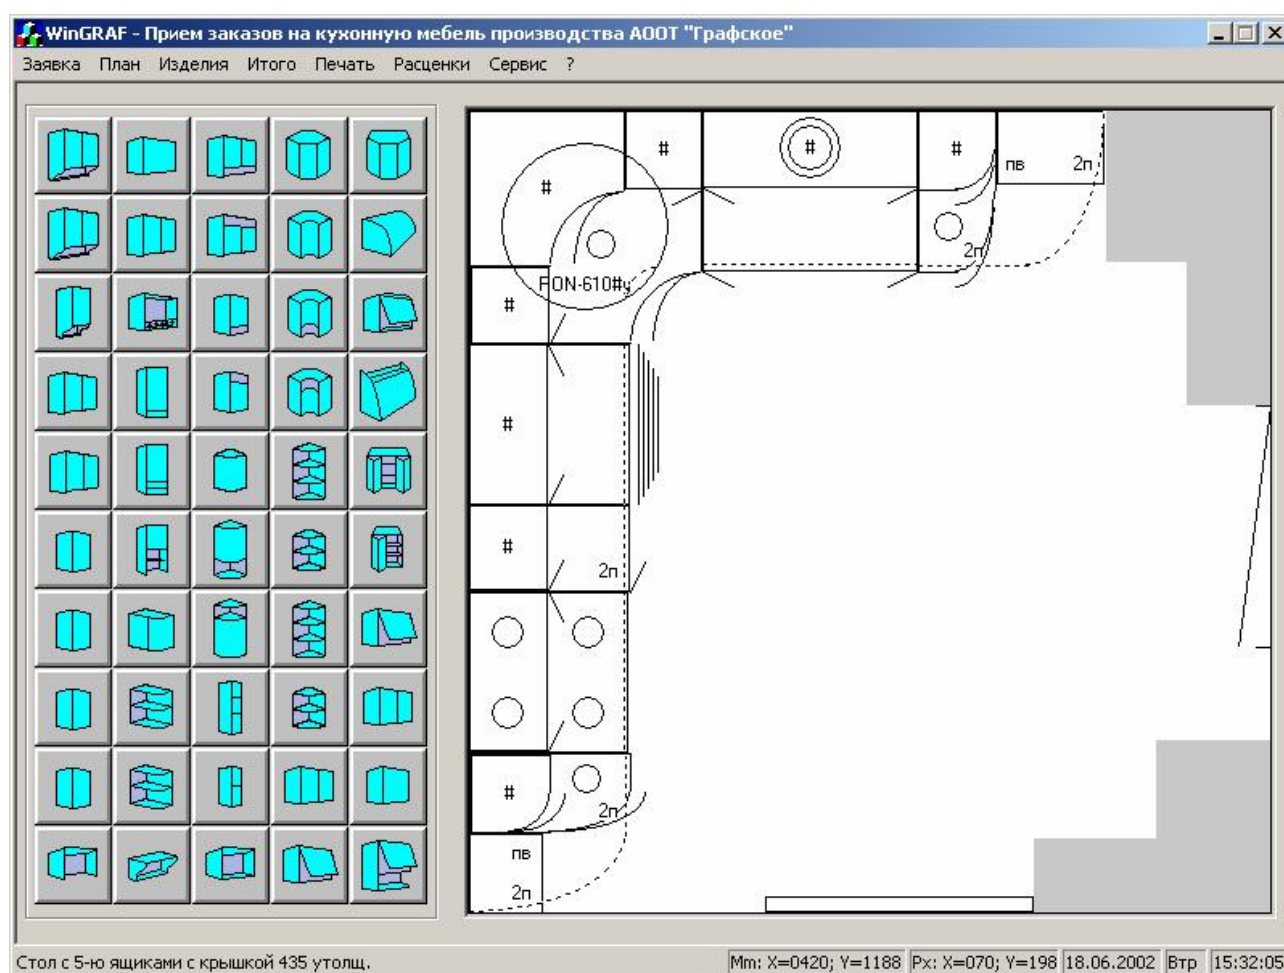 WinGRAF - Прием заказов на кухонную мебель производства АООТ "Графское"
Заявка План Изделия Итого Печать Расценки Сервис ?
# # # пв 2п
#
2п
PON-610#у
#
#
#
2п
#
2п
пв
2п
Стол с 5-ю ящиками с крышкой 435 утолщ.
Mm: X=0420; Y=1188 Px: X=070; Y=198 18.06.2002 Втр 15:32:05